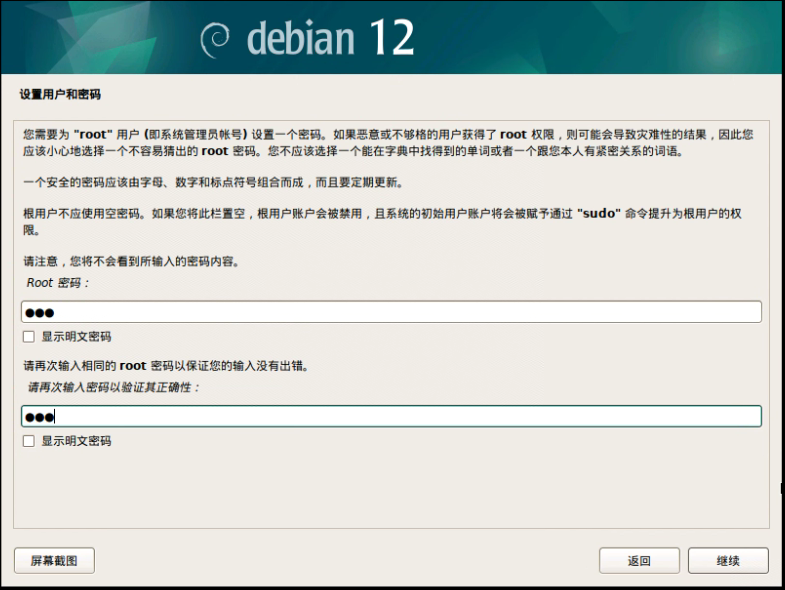 debian 12
设置用户和密码
您需要为 "root" 用户 (即系统管理员帐号) 设置一个密码。如果恶意或不够格的用户获得了 root 权限，则可能会导致灾难性的结果，因此您
应该小心地选择一个不容易猜出的 root 密码。您不应该选择一个能在字典中找得到的单词或者一个跟您本人有紧密关系的词语。
一个安全的密码应该由字母、数字和标点符号组合而成，而且要定期更新。
根用户不应使用空密码。如果您将此栏置空，根用户账户会被禁用，且系统的初始用户账户将会被赋予通过 "sudo" 命令提升为根用户的权
限。
请注意，您将不会看到所输入的密码内容。
Root 密码：
●●●
显示明文密码
请再次输入相同的 root 密码以保证您的输入没有出错。
请再次输入密码以验证其正确性：
●●●
显示明文密码
屏幕截图 返回 继续